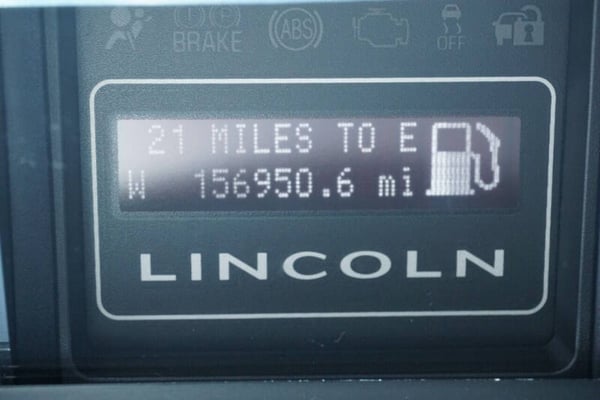 BRAKE
ABS
OFF
21 MILES TO E
W 156950.6 mi
LINCOLN